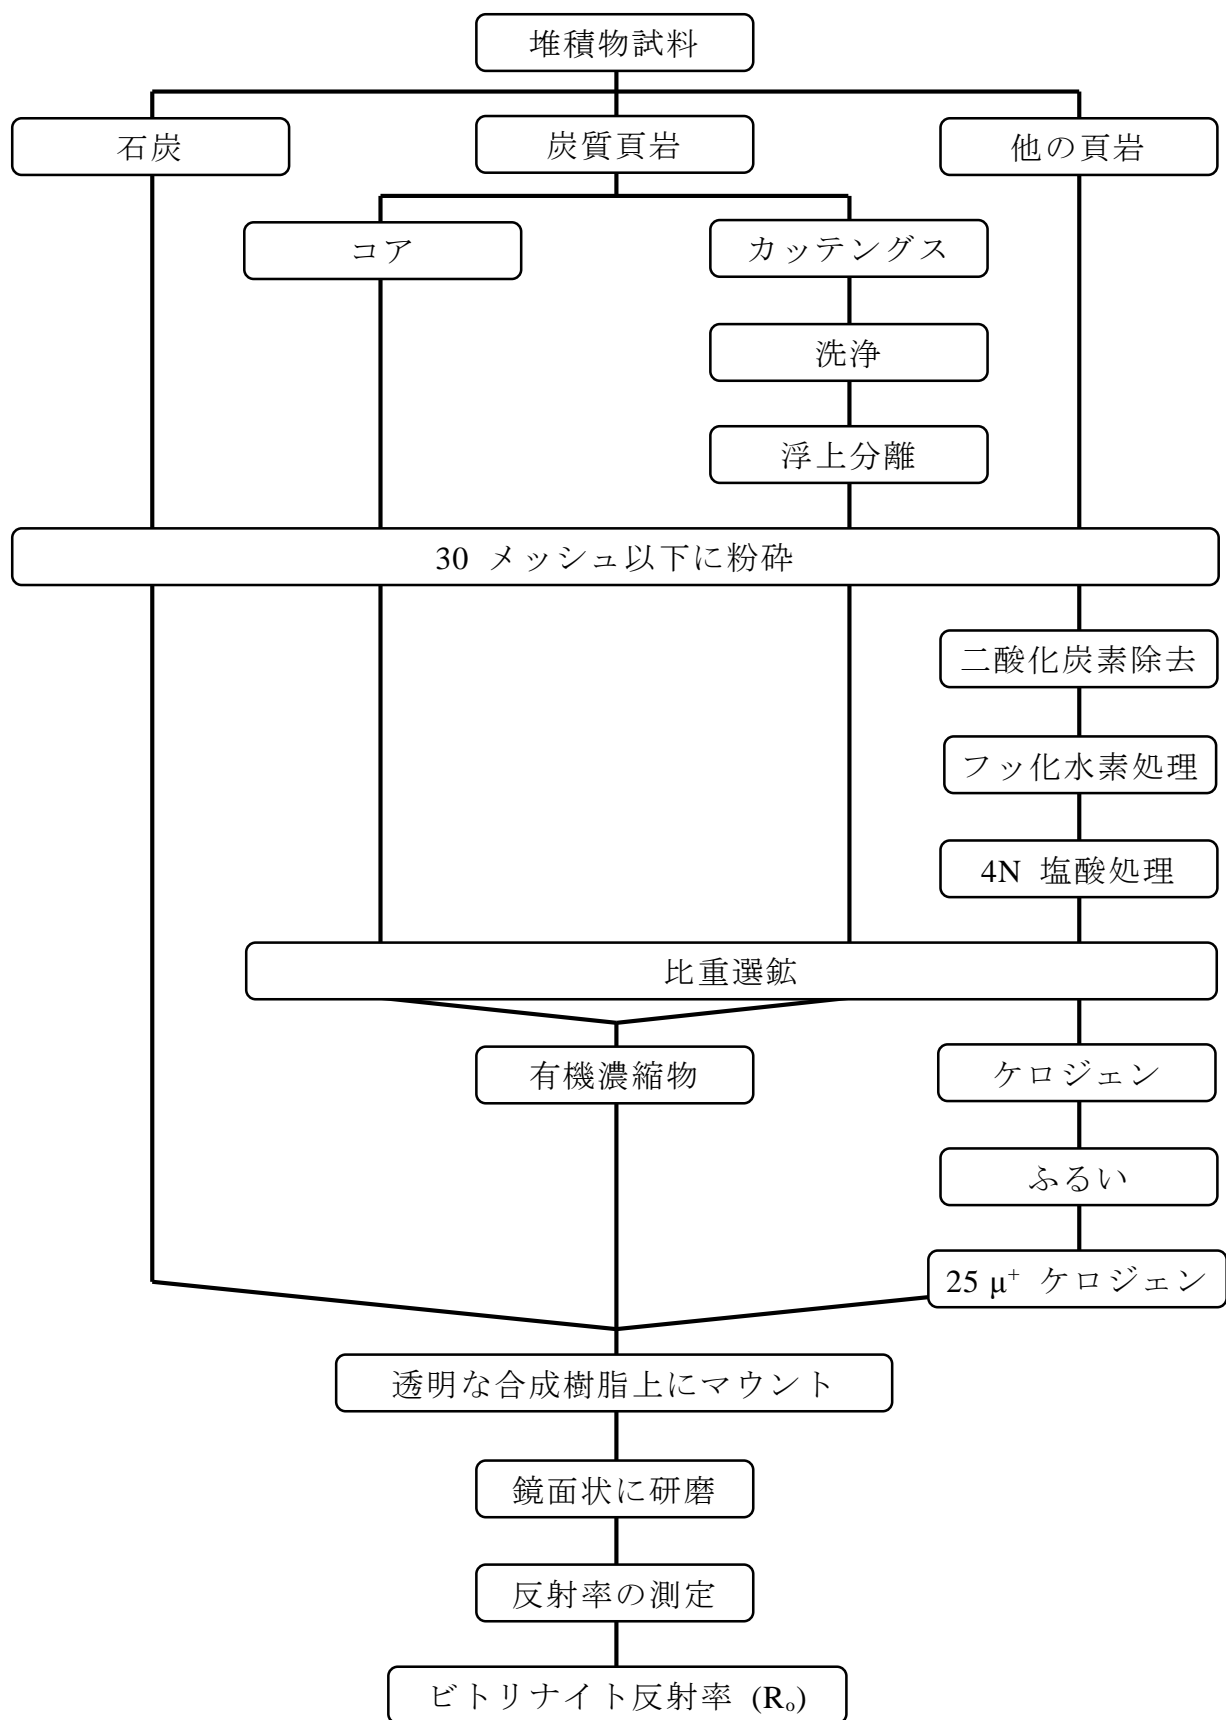 堆積物試料
石炭
炭質頁岩
他の頁岩
コア
カッテングス
洗浄
浮上分離
30 メッシュ以下に粉砕
二酸化炭素除去
フッ化水素処理
4N 塩酸処理
比重選鉱
有機濃縮物
ケロジェン
ふるい
25 μ⁺ ケロジェン
透明な合成樹脂上にマウント
鏡面状に研磨
反射率の測定
ビトリナイト反射率 (Rₒ)